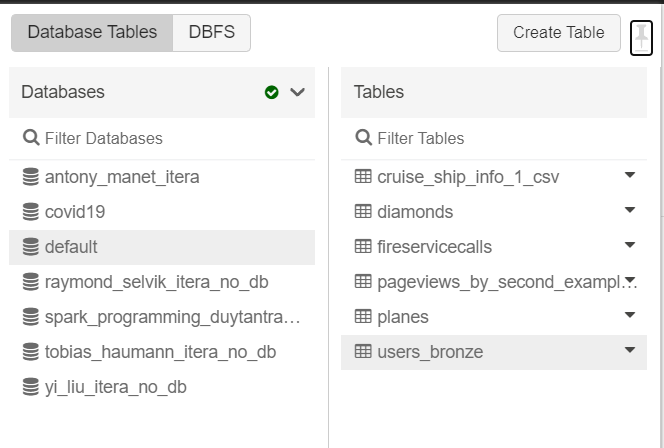 Database Tables DBFS Create Table
Databases
Filter Databases
antony_manet_itera
covid19
default
raymond_selvik_itera_no_db
spark_programming_duytantra...
tobias_haumann_itera_no_db
yi_liu_itera_no_db
Tables
Filter Tables
cruise_ship_info_1_csv
diamonds
fireservicecalls
pageviews_by_second_exampl...
planes
users_bronze